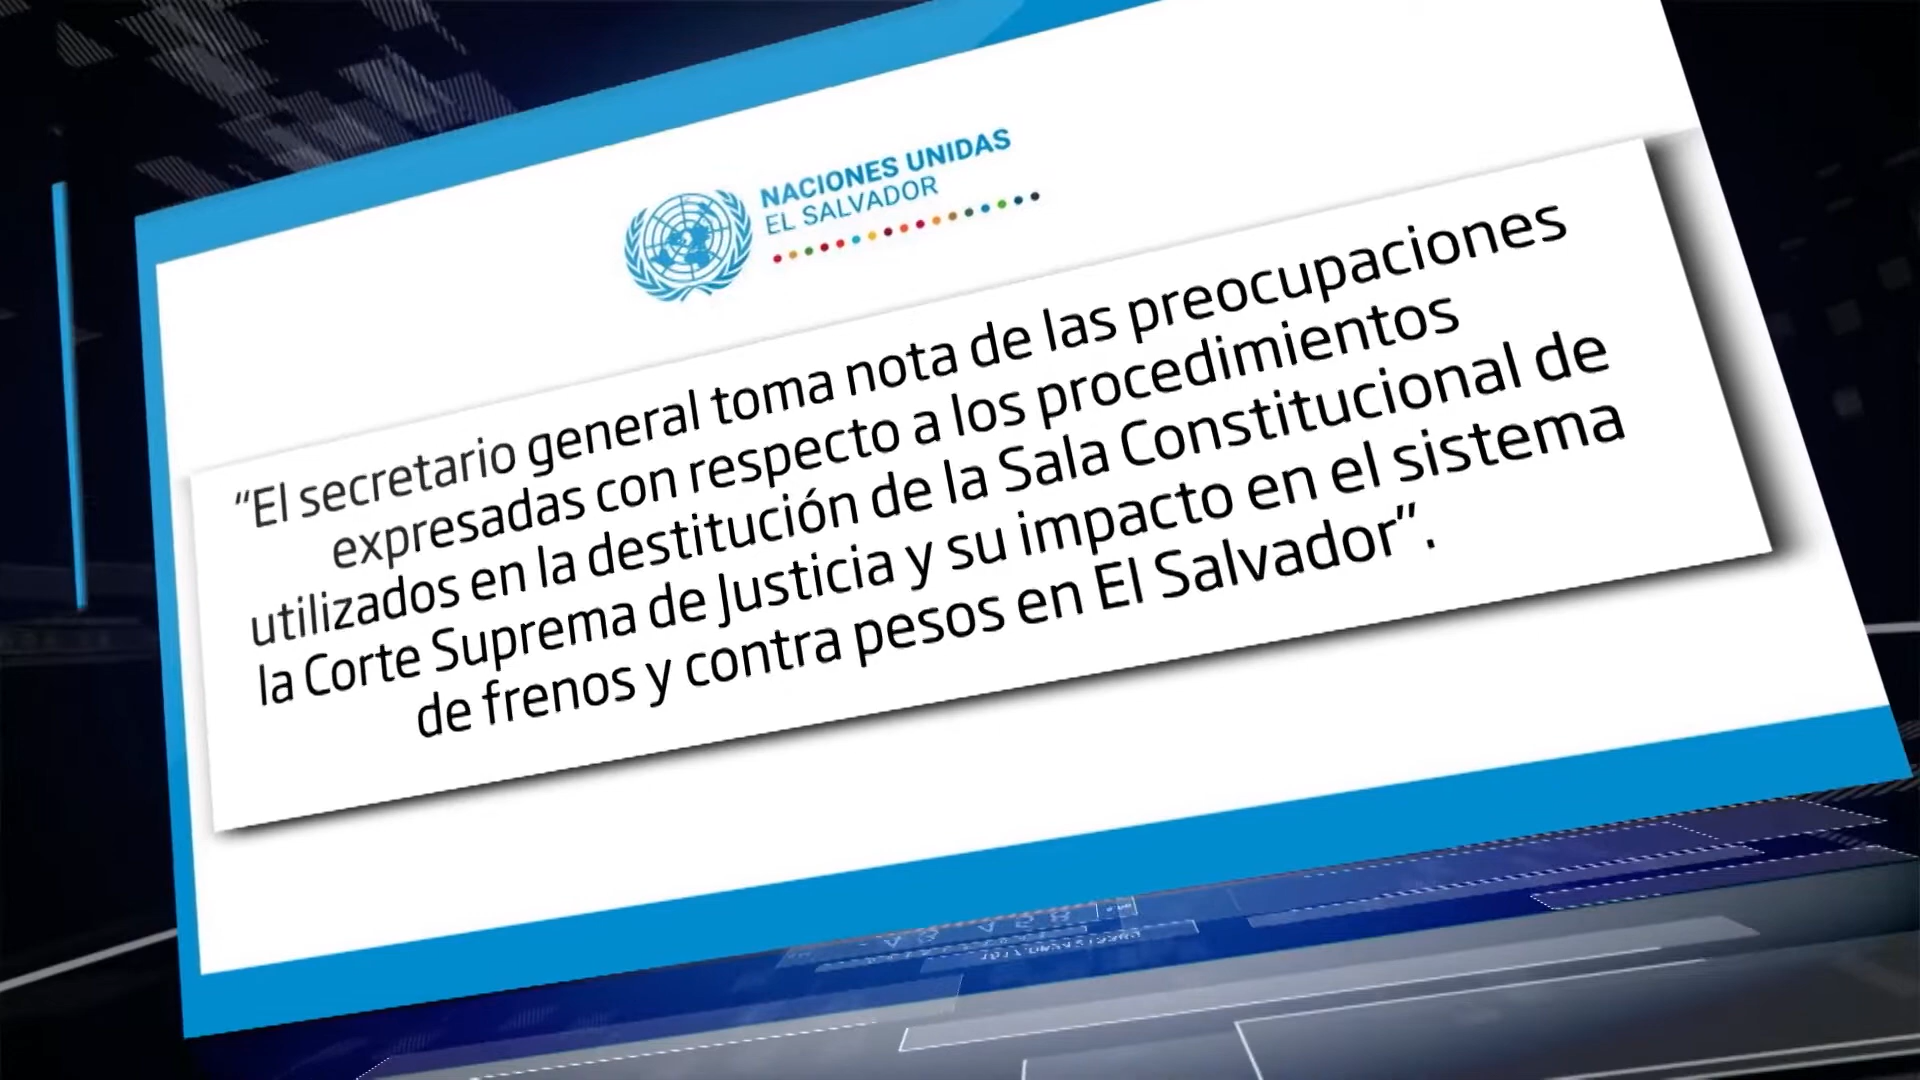 NACIONES UNIDAS
EL SALVADOR
“El secretario general toma nota de las preocupaciones
expresadas con respecto a los procedimientos
utilizados en la destitución de la Sala Constitucional de
la Corte Suprema de Justicia y su impacto en el sistema
de frenos y contra pesos en El Salvador”.